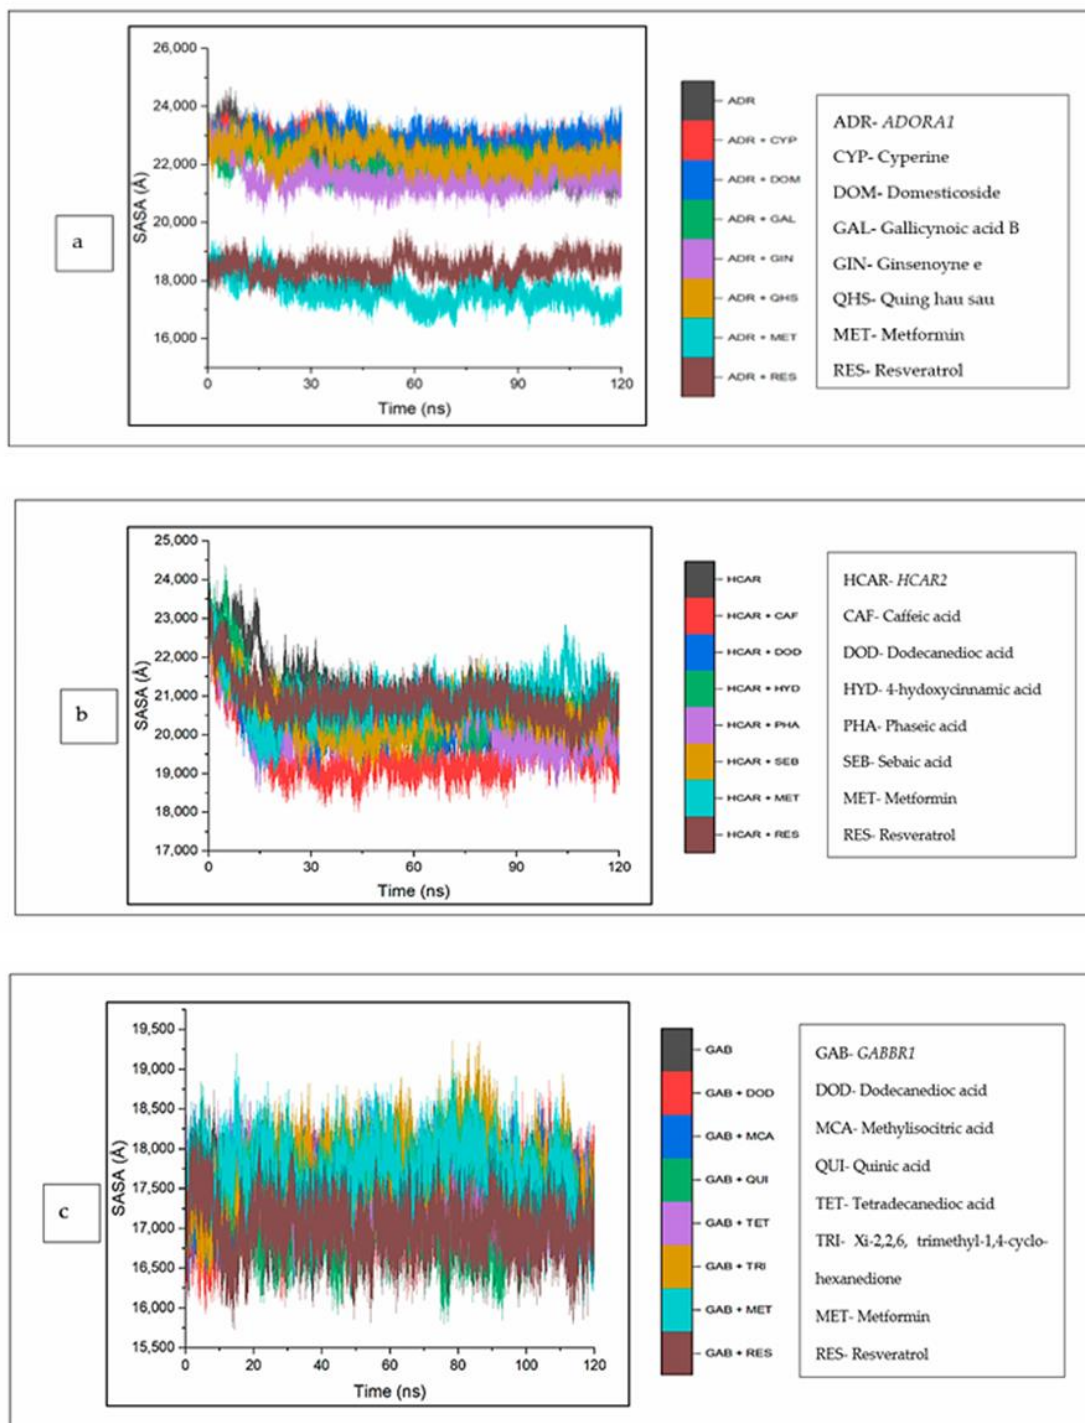 a
26,000
24,000
22,000
20,000
18,000
16,000
SASA (Å)
0 30 60 90 120
Time (ns)
ADR
ADR + CYP
ADR + DOM
ADR + GAL
ADR + GIN
ADR + QHS
ADR + MET
ADR + RES
ADR- ADORA1
CYP- Cyperine
DOM- Domesticoside
GAL- Gallicynoic acid B
GIN- Ginsenoyne e
QHS- Quing hau sau
MET- Metformin
RES- Resveratrol
b
25,000
24,000
23,000
22,000
21,000
20,000
19,000
18,000
17,000
SASA (Å)
0 30 60 90 120
Time (ns)
HCAR
HCAR + CAF
HCAR + DOD
HCAR + HYD
HCAR + PHA
HCAR + SEB
HCAR + MET
HCAR + RES
HCAR- HCAR2
CAF- Caffeic acid
DOD- Dodecanedioc acid
HYD- 4-hydoxycinnamic acid
PHA- Phaseic acid
SEB- Sebaic acid
MET- Metformin
RES- Resveratrol
c
19,500
19,000
18,500
18,000
17,500
17,000
16,500
16,000
15,500
SASA (Å)
0 20 40 60 80 100 120
Time (ns)
GAB
GAB + DOD
GAB + MCA
GAB + QUI
GAB + TET
GAB + TRI
GAB + MET
GAB + RES
GAB- GABBR1
DOD- Dodecanedioc acid
MCA- Methylisocitric acid
QUI- Quinic acid
TET- Tetradecanedioc acid
TRI- Xi-2,2,6, trimethyl-1,4-cyclo-
hexanedione
MET- Metformin
RES- Resveratrol